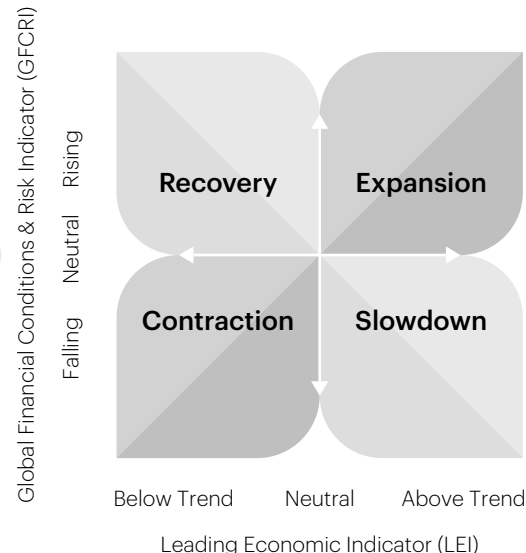 Global Financial Conditions & Risk Indicator (GFCRI)
Rising
Neutral
Falling
Recovery
Expansion
Contraction
Slowdown
Below Trend
Neutral
Above Trend
Leading Economic Indicator (LEI)